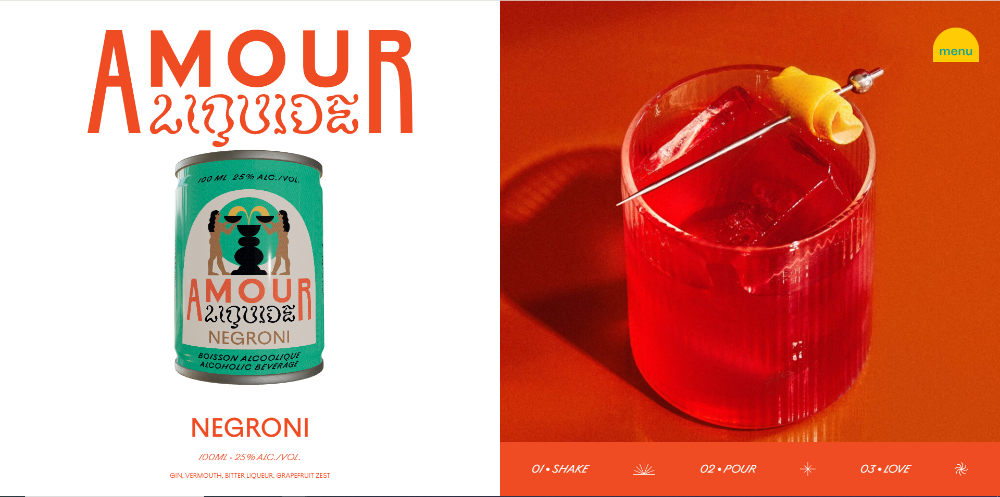 AMOUR
LIQUIDE
100 ML 25% ALC./VOL.
AMOUR
LIQUIDE
NEGRONI
BOISSON ALCOOLIQUE
ALCOHOLIC BEVERAGE
NEGRONI
100ML - 25% ALC./VOL.
GIN, VERMOUTH, BITTER LIQUEUR, GRAPEFRUIT ZEST
menu
01 • SHAKE 02 • POUR 03 • LOVE